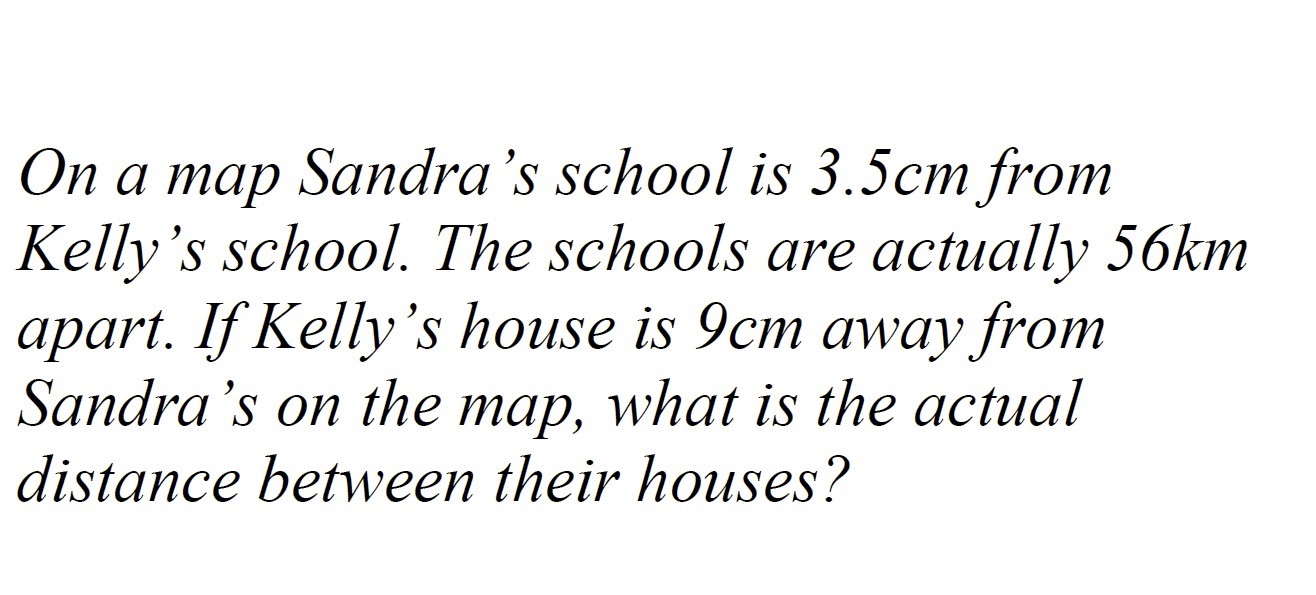 On a map Sandra’s school is 3.5cm from
Kelly’s school. The schools are actually 56km
apart. If Kelly’s house is 9cm away from
Sandra’s on the map, what is the actual
distance between their houses?